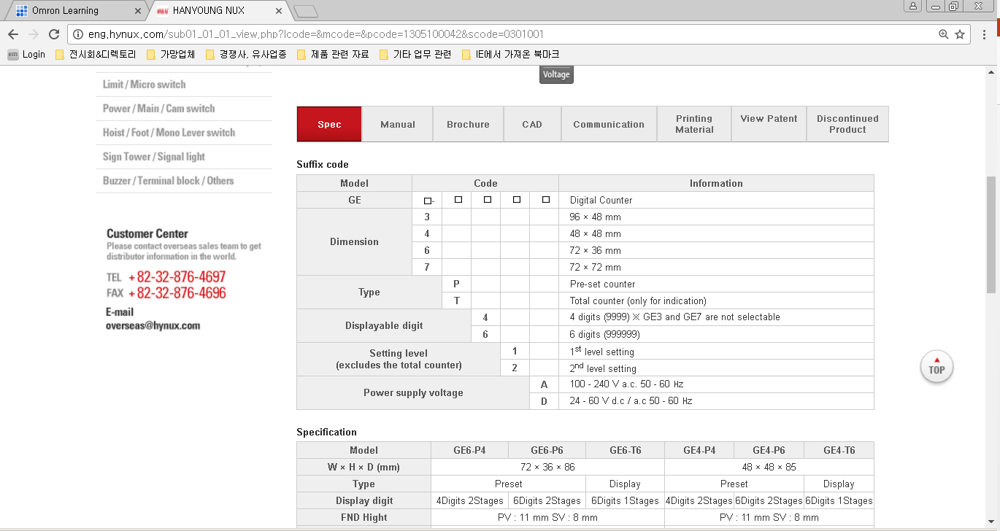 Omron Learning
HANYOUNG NUX
eng.hynux.com/sub01_01_01_view.php?lcode=&mcode=&pcode=1305100042&scode=0301001
em Login 전시회&디렉토리 가망업체 경쟁사, 유사업종 제품 관련 자료 기타 업무 관련 IE에서 가져온 북마크
Voltage
Limit / Micro switch
Power / Main / Cam switch
Hoist / Foot / Mono Lever switch
Sign Tower / Signal light
Buzzer / Terminal block / Others
Customer Center
Please contact overseas sales team to get
distributor information in the world.
TEL +82-32-876-4697
FAX +82-32-876-4696
E-mail
overseas@hynux.com
Spec Manual Brochure CAD Communication Printing Material View Patent Discontinued Product
Suffix code
Model Code Information
GE □- □ □ □ □ Digital Counter
Dimension
3 96 × 48 mm
4 48 × 48 mm
6 72 × 36 mm
7 72 × 72 mm
Type
P Pre-set counter
T Total counter (only for indication)
Displayable digit
4 4 digits (9999) ※ GE3 and GE7 are not selectable
6 6 digits (999999)
Setting level
(excludes the total counter)
1 1st level setting
2 2nd level setting
Power supply voltage
A 100 - 240 V a.c. 50 - 60 Hz
D 24 - 60 V d.c / a.c 50 - 60 Hz
TOP
Specification
Model GE6-P4 GE6-P6 GE6-T6 GE4-P4 GE4-P6 GE4-T6
W × H × D (mm) 72 × 36 × 86 48 × 48 × 85
Type Preset Display Preset Display
Display digit 4Digits 2Stages 6Digits 2Stages 6Digits 1Stages 4Digits 2Stages 6Digits 2Stages 6Digits 1Stages
FND Hight PV : 11 mm SV : 8 mm PV : 11 mm SV : 8 mm